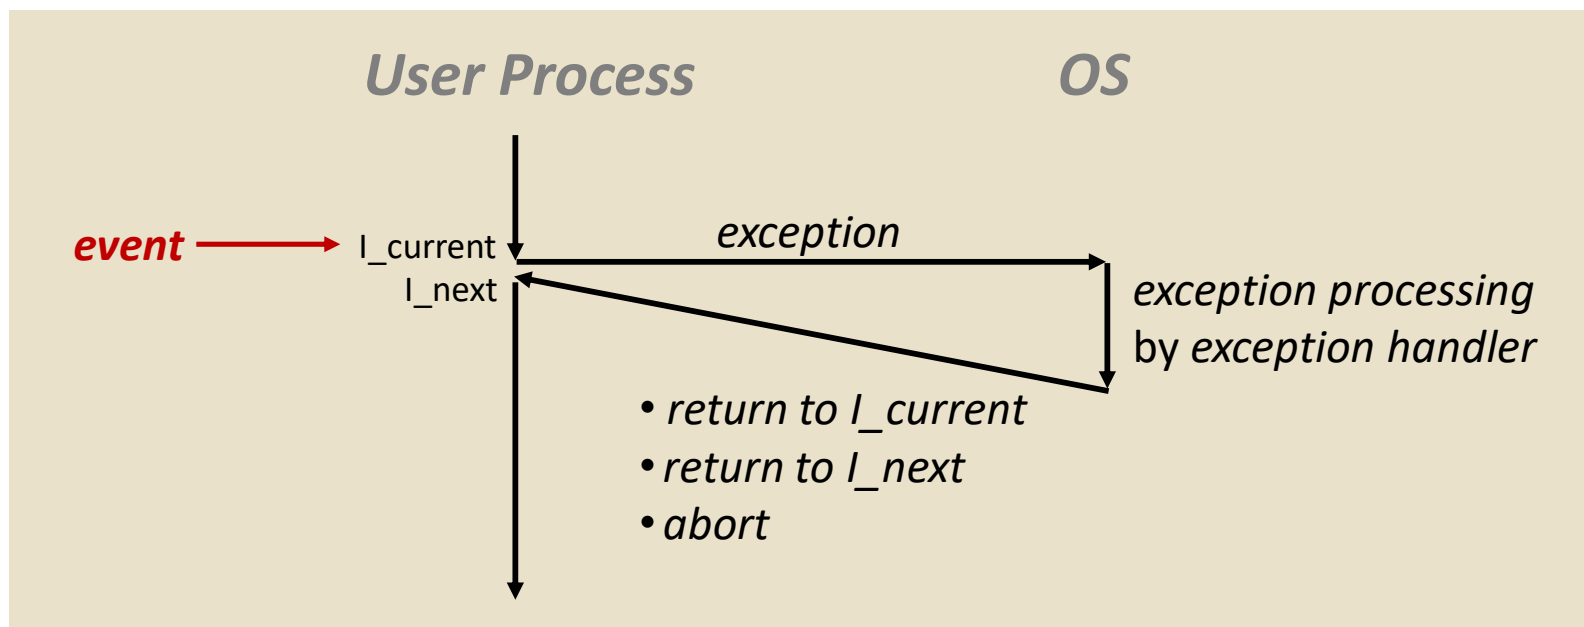 User Process
OS
event
I_current
exception
I_next
exception processing
by exception handler
• return to I_current
• return to I_next
• abort